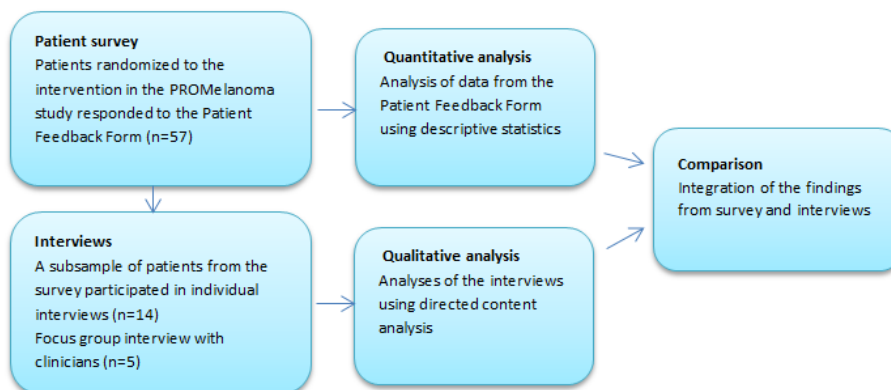 Patient survey
Patients randomized to the
intervention in the PROMelanoma
study responded to the Patient
Feedback Form (n=57)
Quantitative analysis
Analysis of data from the
Patient Feedback Form
using descriptive statistics
Comparison
Integration of the findings
from survey and interviews
Interviews
A subsample of patients from the
survey participated in individual
interviews (n=14)
Focus group interview with
clinicians (n=5)
Qualitative analysis
Analyses of the interviews
using directed content
analysis